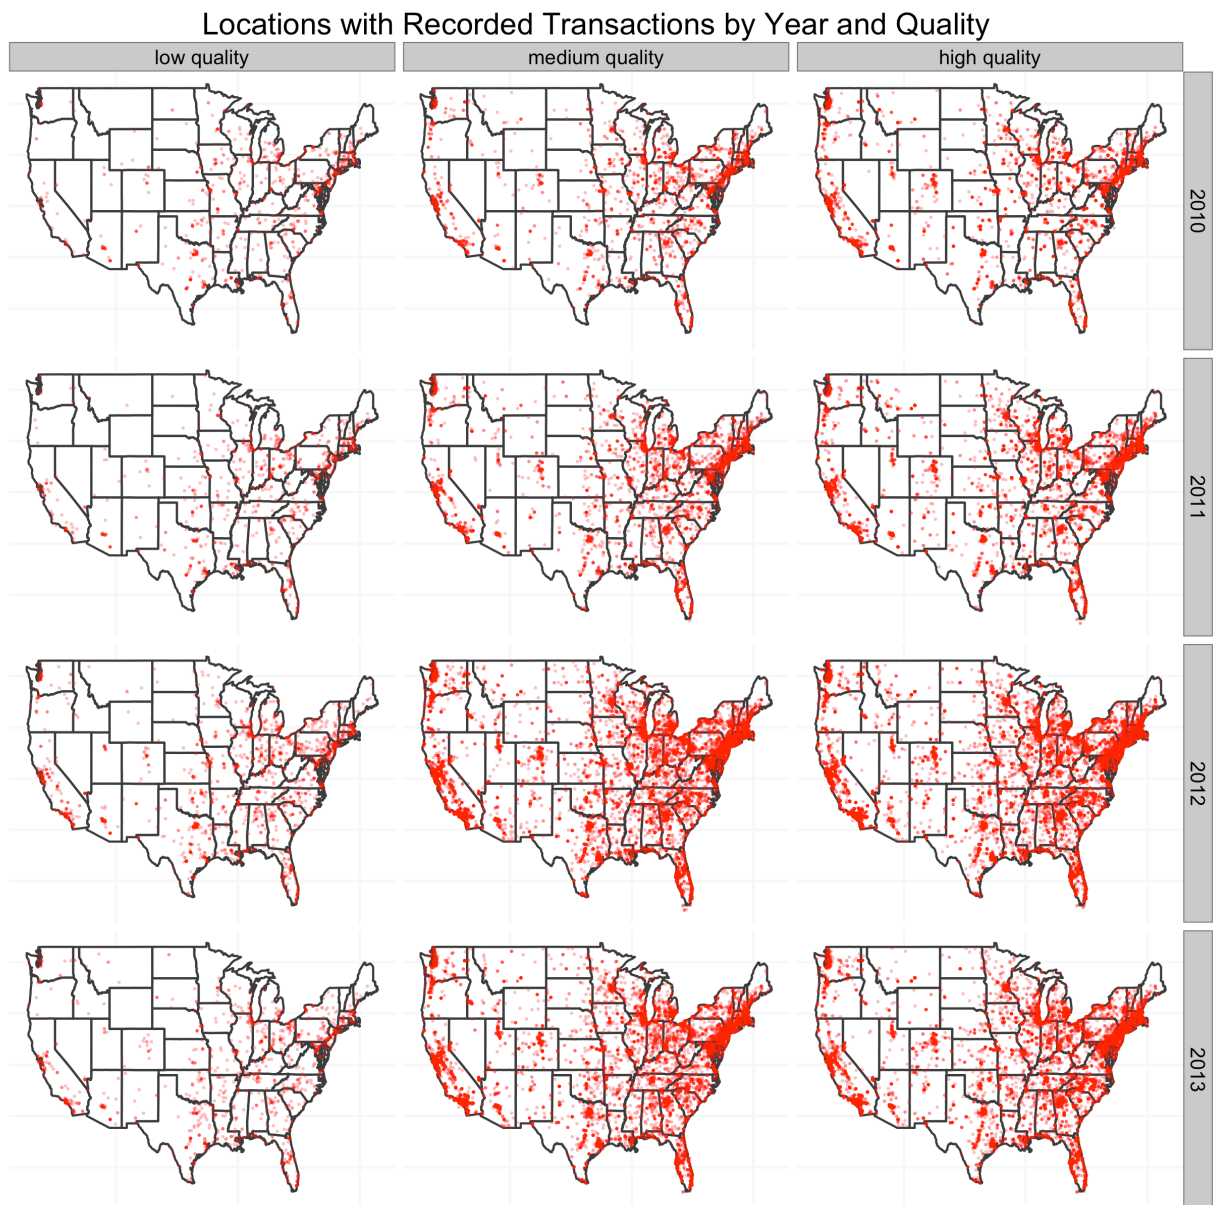 Locations with Recorded Transactions by Year and Quality
low quality
medium quality
high quality
2010
2011
2012
2013